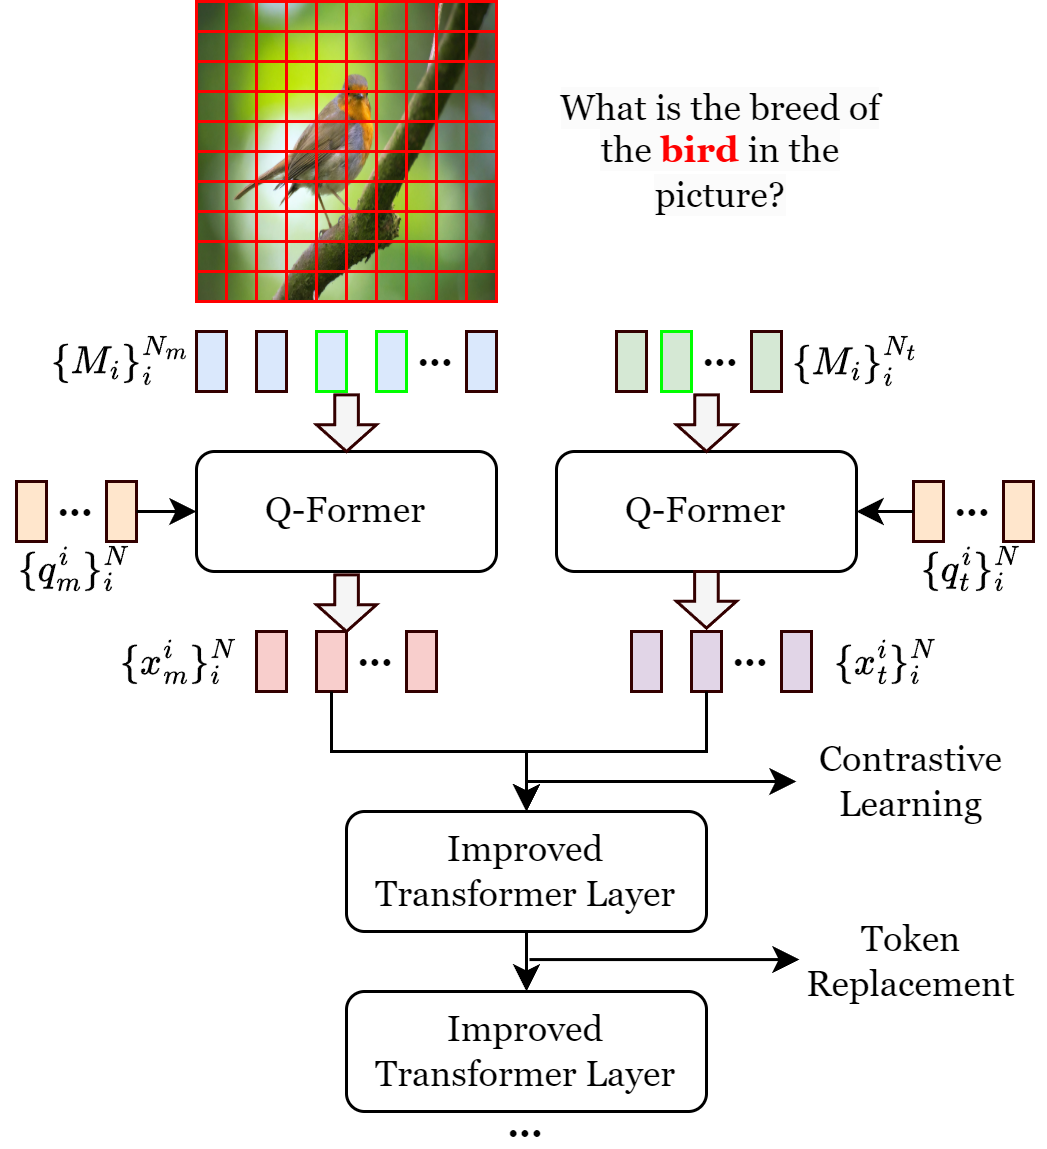 What is the breed of
the bird in the
picture?
{M_i}_i^{N_m}
...
...
{M_i}_i^{N_t}
Q-Former
Q-Former
...
...
{q_m^i}_i^N
{q_t^i}_i^N
{x_m^i}_i^N
...
...
{x_t^i}_i^N
Contrastive
Learning
Improved
Transformer Layer
Token
Replacement
Improved
Transformer Layer
...